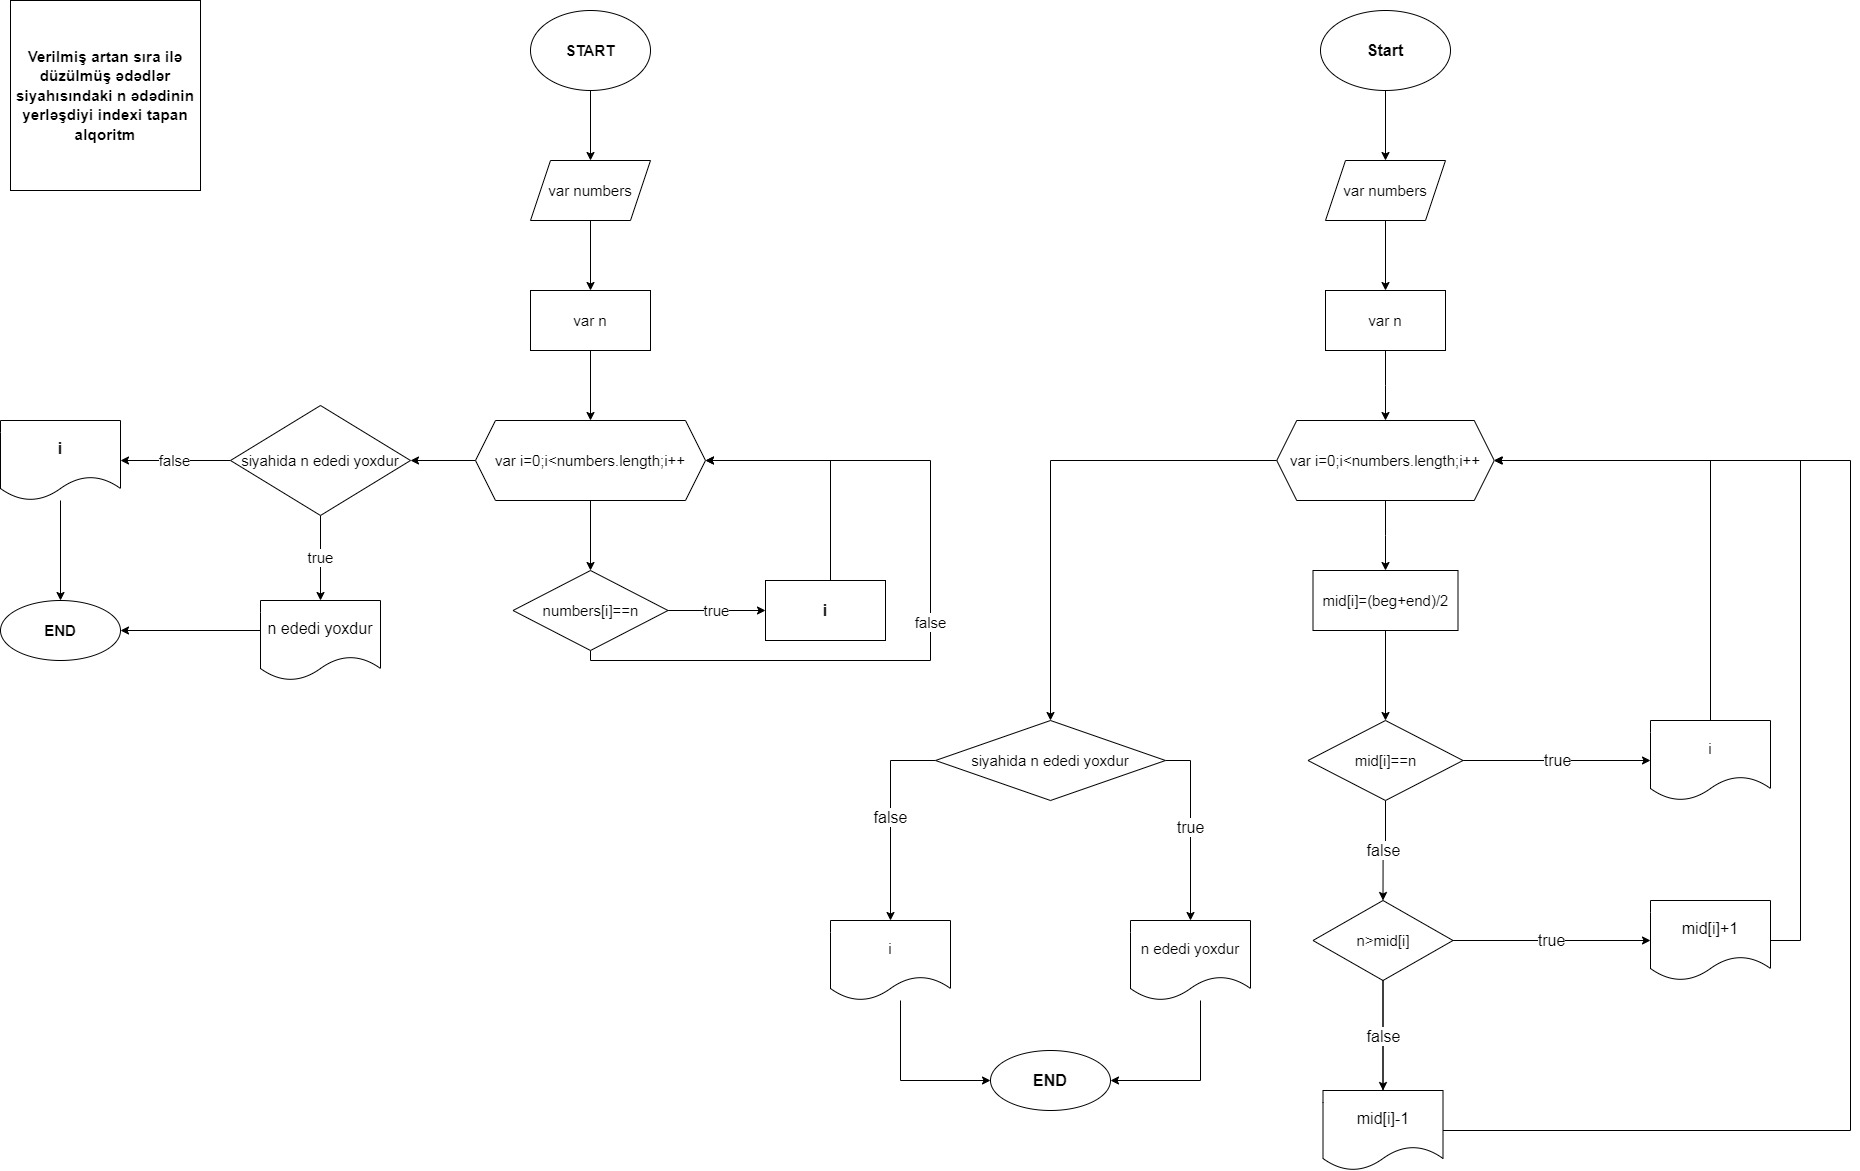 Verilmiş artan sıra ilə
düzülmüş ədədlər
siyahısındaki n ədədinin
yerləşdiyi indexi tapan
alqoritm
START
var numbers
var n
var i=0;i<numbers.length;i++
siyahida n ededi yoxdur
false
i
true
n ededi yoxdur
END
numbers[i]==n
true
i
false
Start
var numbers
var n
var i=0;i<numbers.length;i++
mid[i]=(beg+end)/2
mid[i]==n
true
i
false
n>mid[i]
true
mid[i]+1
false
mid[i]-1
siyahida n ededi yoxdur
false
true
i
n ededi yoxdur
END